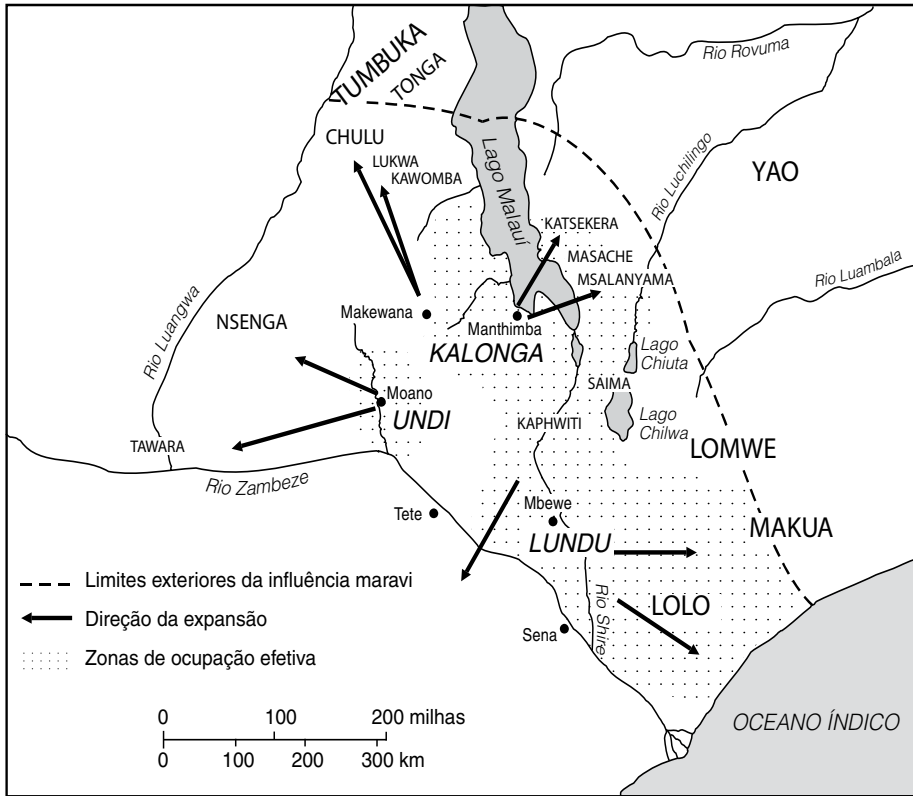 TUMBUKA
TONGA
Rio Rovuma
CHULU
LUKWA
KAWOMBA
Lago Malauí
Rio Luchilingo
YAO
KATSEKERA
MASACHE
MSALANYAMA
Rio Luambala
Rio Luangwa
NSENGA
Makewana
Manthimba
KALONGA
Lago
Chiuta
Moano
UNDI
SAIMA
KAPHWITI
Lago
Chilwa
TAWARA
LOMWE
Rio Zambeze
Tete
Mbewe
MAKUA
LUNDU
Limites exteriores da influência maravi
Direção da expansão
LOLO
Rio Shire
Sena
Zonas de ocupação efetiva
0 100 200 milhas
0 100 200 300 km
OCEANO ÍNDICO